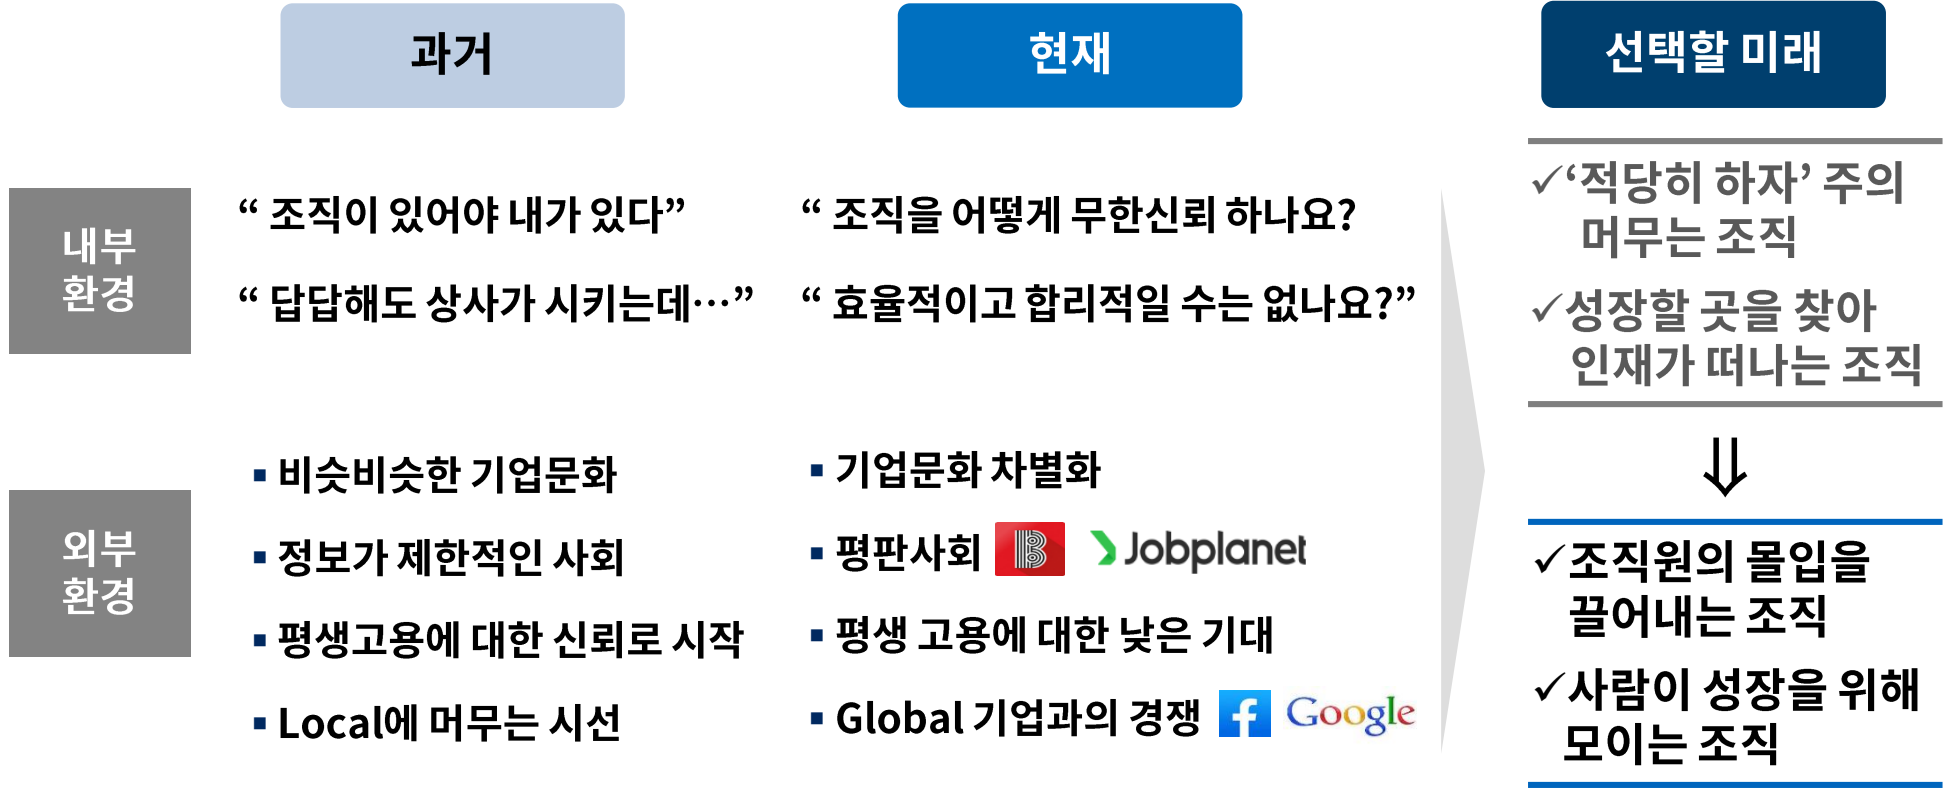 과거
현재
선택할 미래
내부
환경
“ 조직이 있어야 내가 있다”
“ 답답해도 상사가 시키는데…”
“ 조직을 어떻게 무한신뢰 하나요?
“ 효율적이고 합리적일 수는 없나요?”
✓‘적당히 하자’ 주의
머무는 조직
✓성장할 곳을 찾아
인재가 떠나는 조직
외부
환경
▪ 비슷비슷한 기업문화
▪ 정보가 제한적인 사회
▪ 평생고용에 대한 신뢰로 시작
▪ Local에 머무는 시선
▪ 기업문화 차별화
▪ 평판사회 B Jobplanet
▪ 평생 고용에 대한 낮은 기대
▪ Global 기업과의 경쟁 f Google
⇓
✓조직원의 몰입을
끌어내는 조직
✓사람이 성장을 위해
모이는 조직